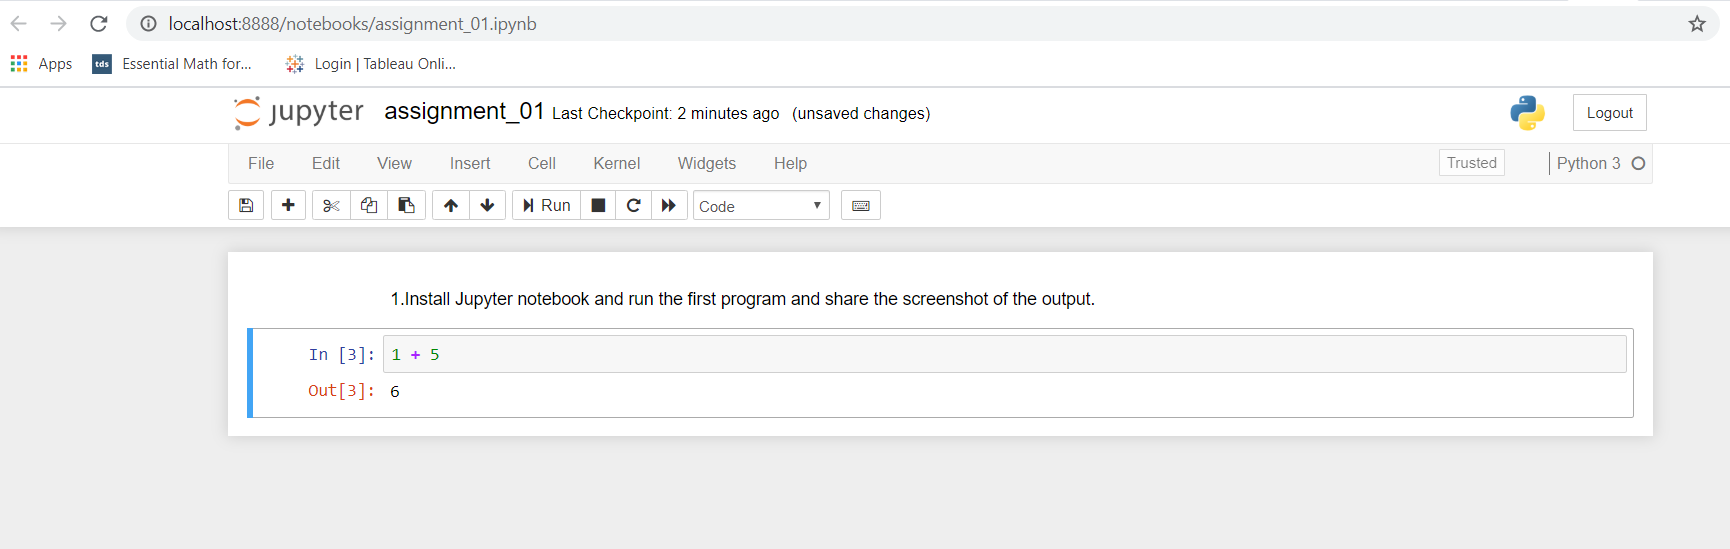 localhost:8888/notebooks/assignment_01.ipynb
Apps tds Essential Math for... Login | Tableau Onli...
jupyter assignment_01 Last Checkpoint: 2 minutes ago (unsaved changes) Logout
File Edit View Insert Cell Kernel Widgets Help Trusted Python 3
Run Code
1.Install Jupyter notebook and run the first program and share the screenshot of the output.
In [3]: 1 + 5
Out[3]: 6